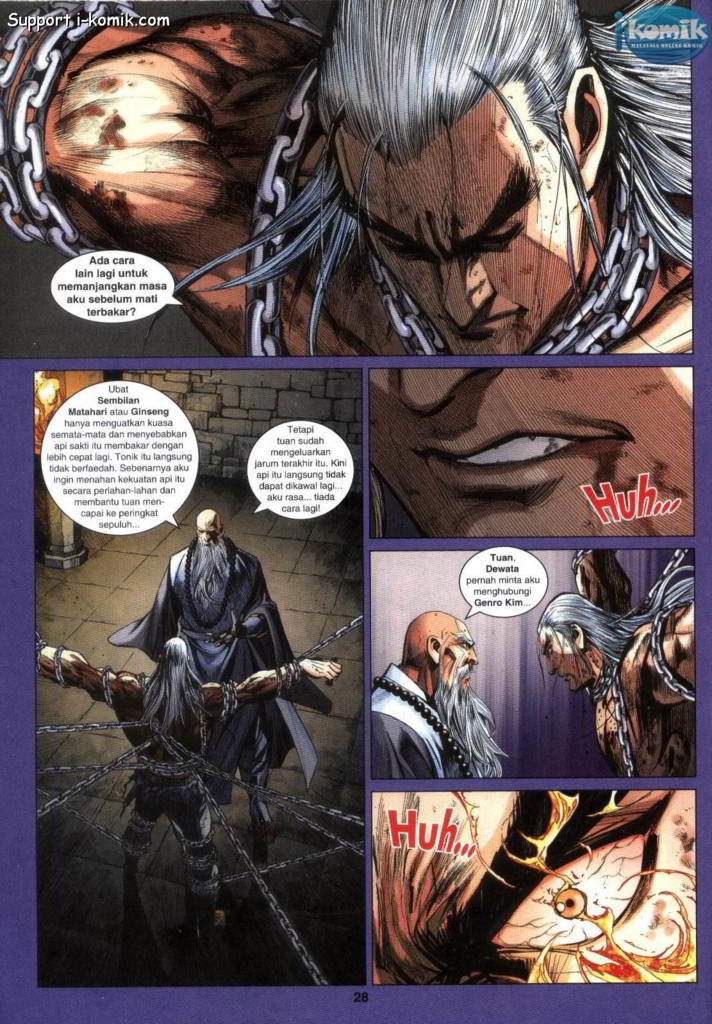 Support i-komik.com
ikomik
MALAYSIA ONLINE KOMIK
Ada cara
lain lagi untuk
memanjangkan masa
aku sebelum mati
terbakar?
Ubat
Sembilan
Matahari atau Ginseng
hanya menguatkan kuasa
semata-mata dan menyebabkan
api sakti itu membakar dengan
lebih cepat lagi. Tonik itu langsung
tidak berfaedah. Sebenarnya aku
ingin menahan kekuatan api itu
secara perlahan-lahan dan
membantu tuan men-
capai ke peringkat
sepuluh...
Tetapi
tuan sudah
mengeluarkan
jarum terakhir itu. Kini
api itu langsung tidak
dapat dikawal lagi...
aku rasa... tiada
cara lagi!
Huh...
Tuan,
Dewata
pernah minta aku
menghubungi
Genro Kim...
Huh...
28